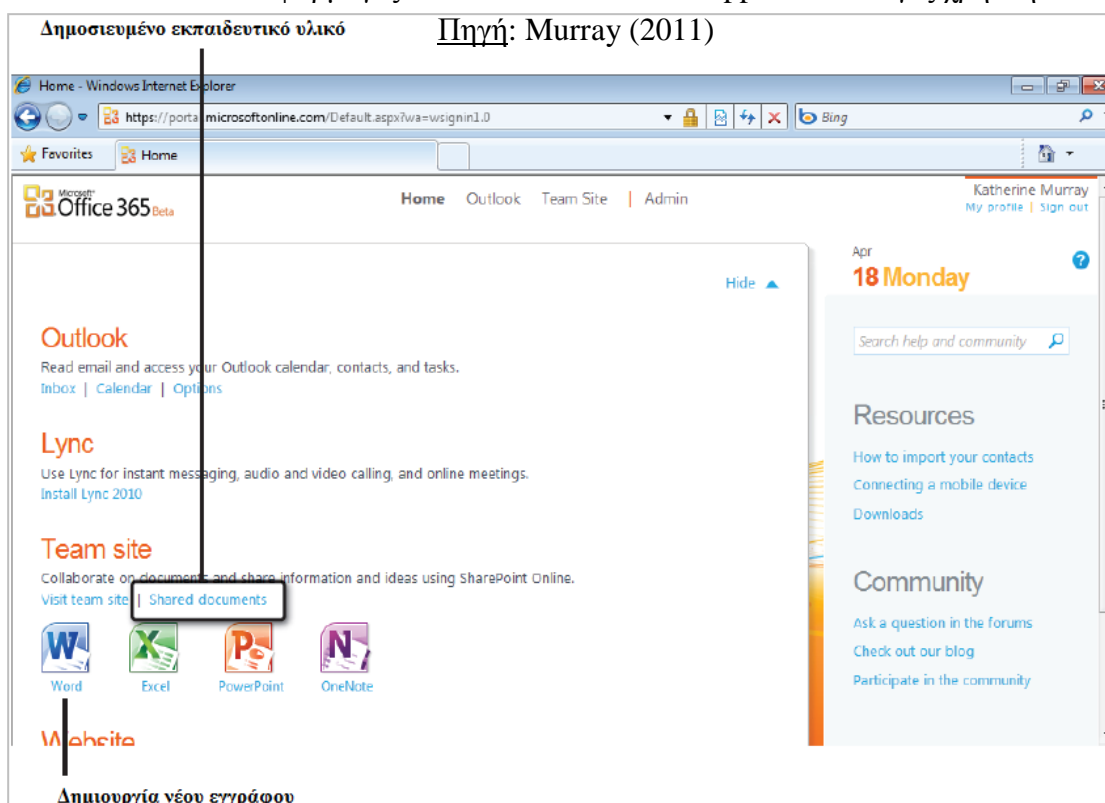 Δημοσιευμένο εκπαιδευτικό υλικό
Πηγή: Murray (2011)
Home - Windows Internet Explorer
https://porta microsoftonline.com/Default.aspx?wa=wsignin1.0
Bing
Favorites
Home
Microsoft
Office 365 Beta
Home Outlook Team Site | Admin
Katherine Murray
My profile | Sign out
Hide
Apr
18 Monday
Search help and community
Outlook
Read email and access your Outlook calendar, contacts, and tasks.
Inbox | Calendar | Options
Lync
Use Lync for instant messaging, audio and video calling, and online meetings.
Install Lync 2010
Team site
Collaborate on documents and share information and ideas using SharePoint Online.
Visit team site | Shared documents
Word Excel PowerPoint OneNote
Website
Resources
How to import your contacts
Connecting a mobile device
Downloads
Community
Ask a question in the forums
Check out our blog
Participate in the community
Δημιουργία νέου εγγράφου